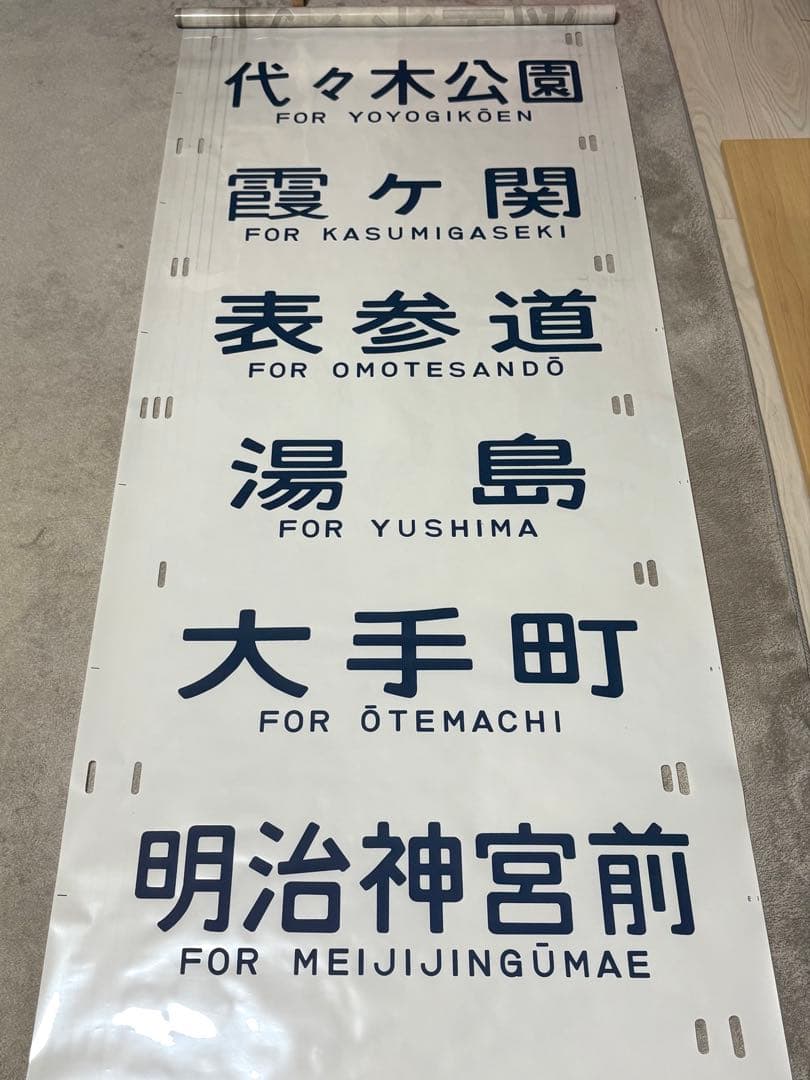 代々木公園
FOR YOYOGIKŌEN
霞ケ関
FOR KASUMIGASEKI
表参道
FOR OMOTESANDŌ
湯島
FOR YUSHIMA
大手町
FOR ŌTEMACHI
明治神宮前
FOR MEIJIJINGŪMAE